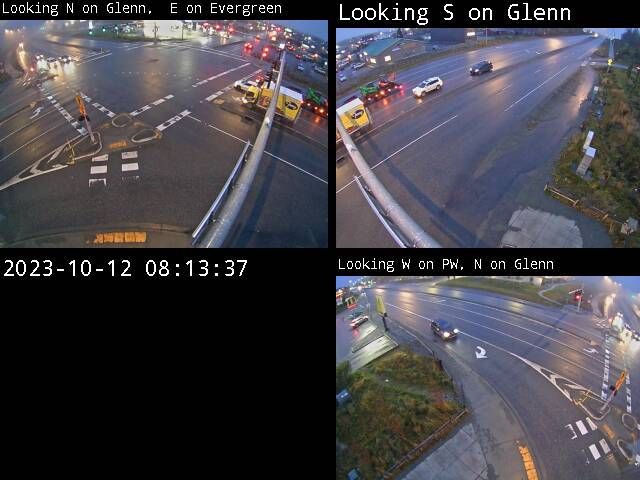 Looking N on Glenn,  E on Evergreen
Looking S on Glenn
2023-10-12 08:13:37
Looking W on PW, N on Glenn